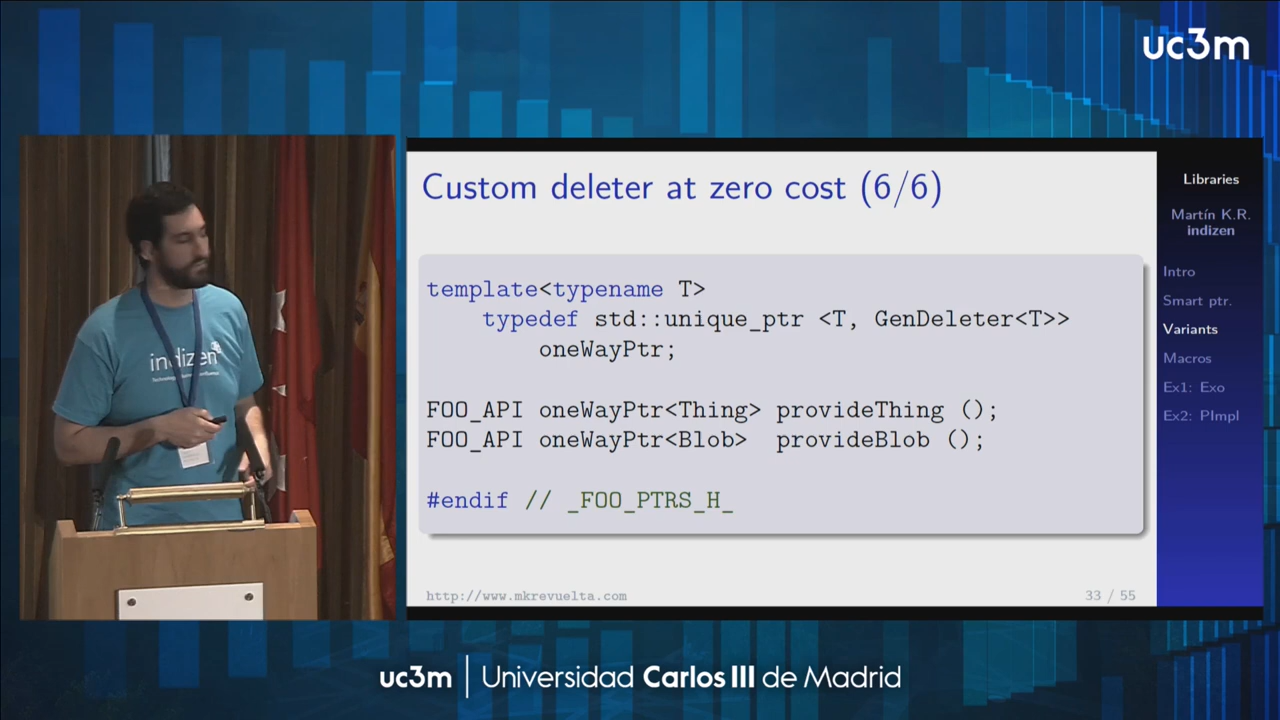 uc3m
Custom deleter at zero cost (6/6)
template<typename T>
typedef std::unique_ptr <T, GenDeleter<T>>
oneWayPtr;
FOO_API oneWayPtr<Thing> provideThing ();
FOO_API oneWayPtr<Blob> provideBlob ();
#endif // _FOO_PTRS_H_
http://www.mkrevuelta.com
33 / 55
Libraries
Martín K.R.
indizen
Intro
Smart ptr.
Variants
Macros
Ex1: Exo
Ex2: PImpl
indizen
uc3m | Universidad Carlos III de Madrid